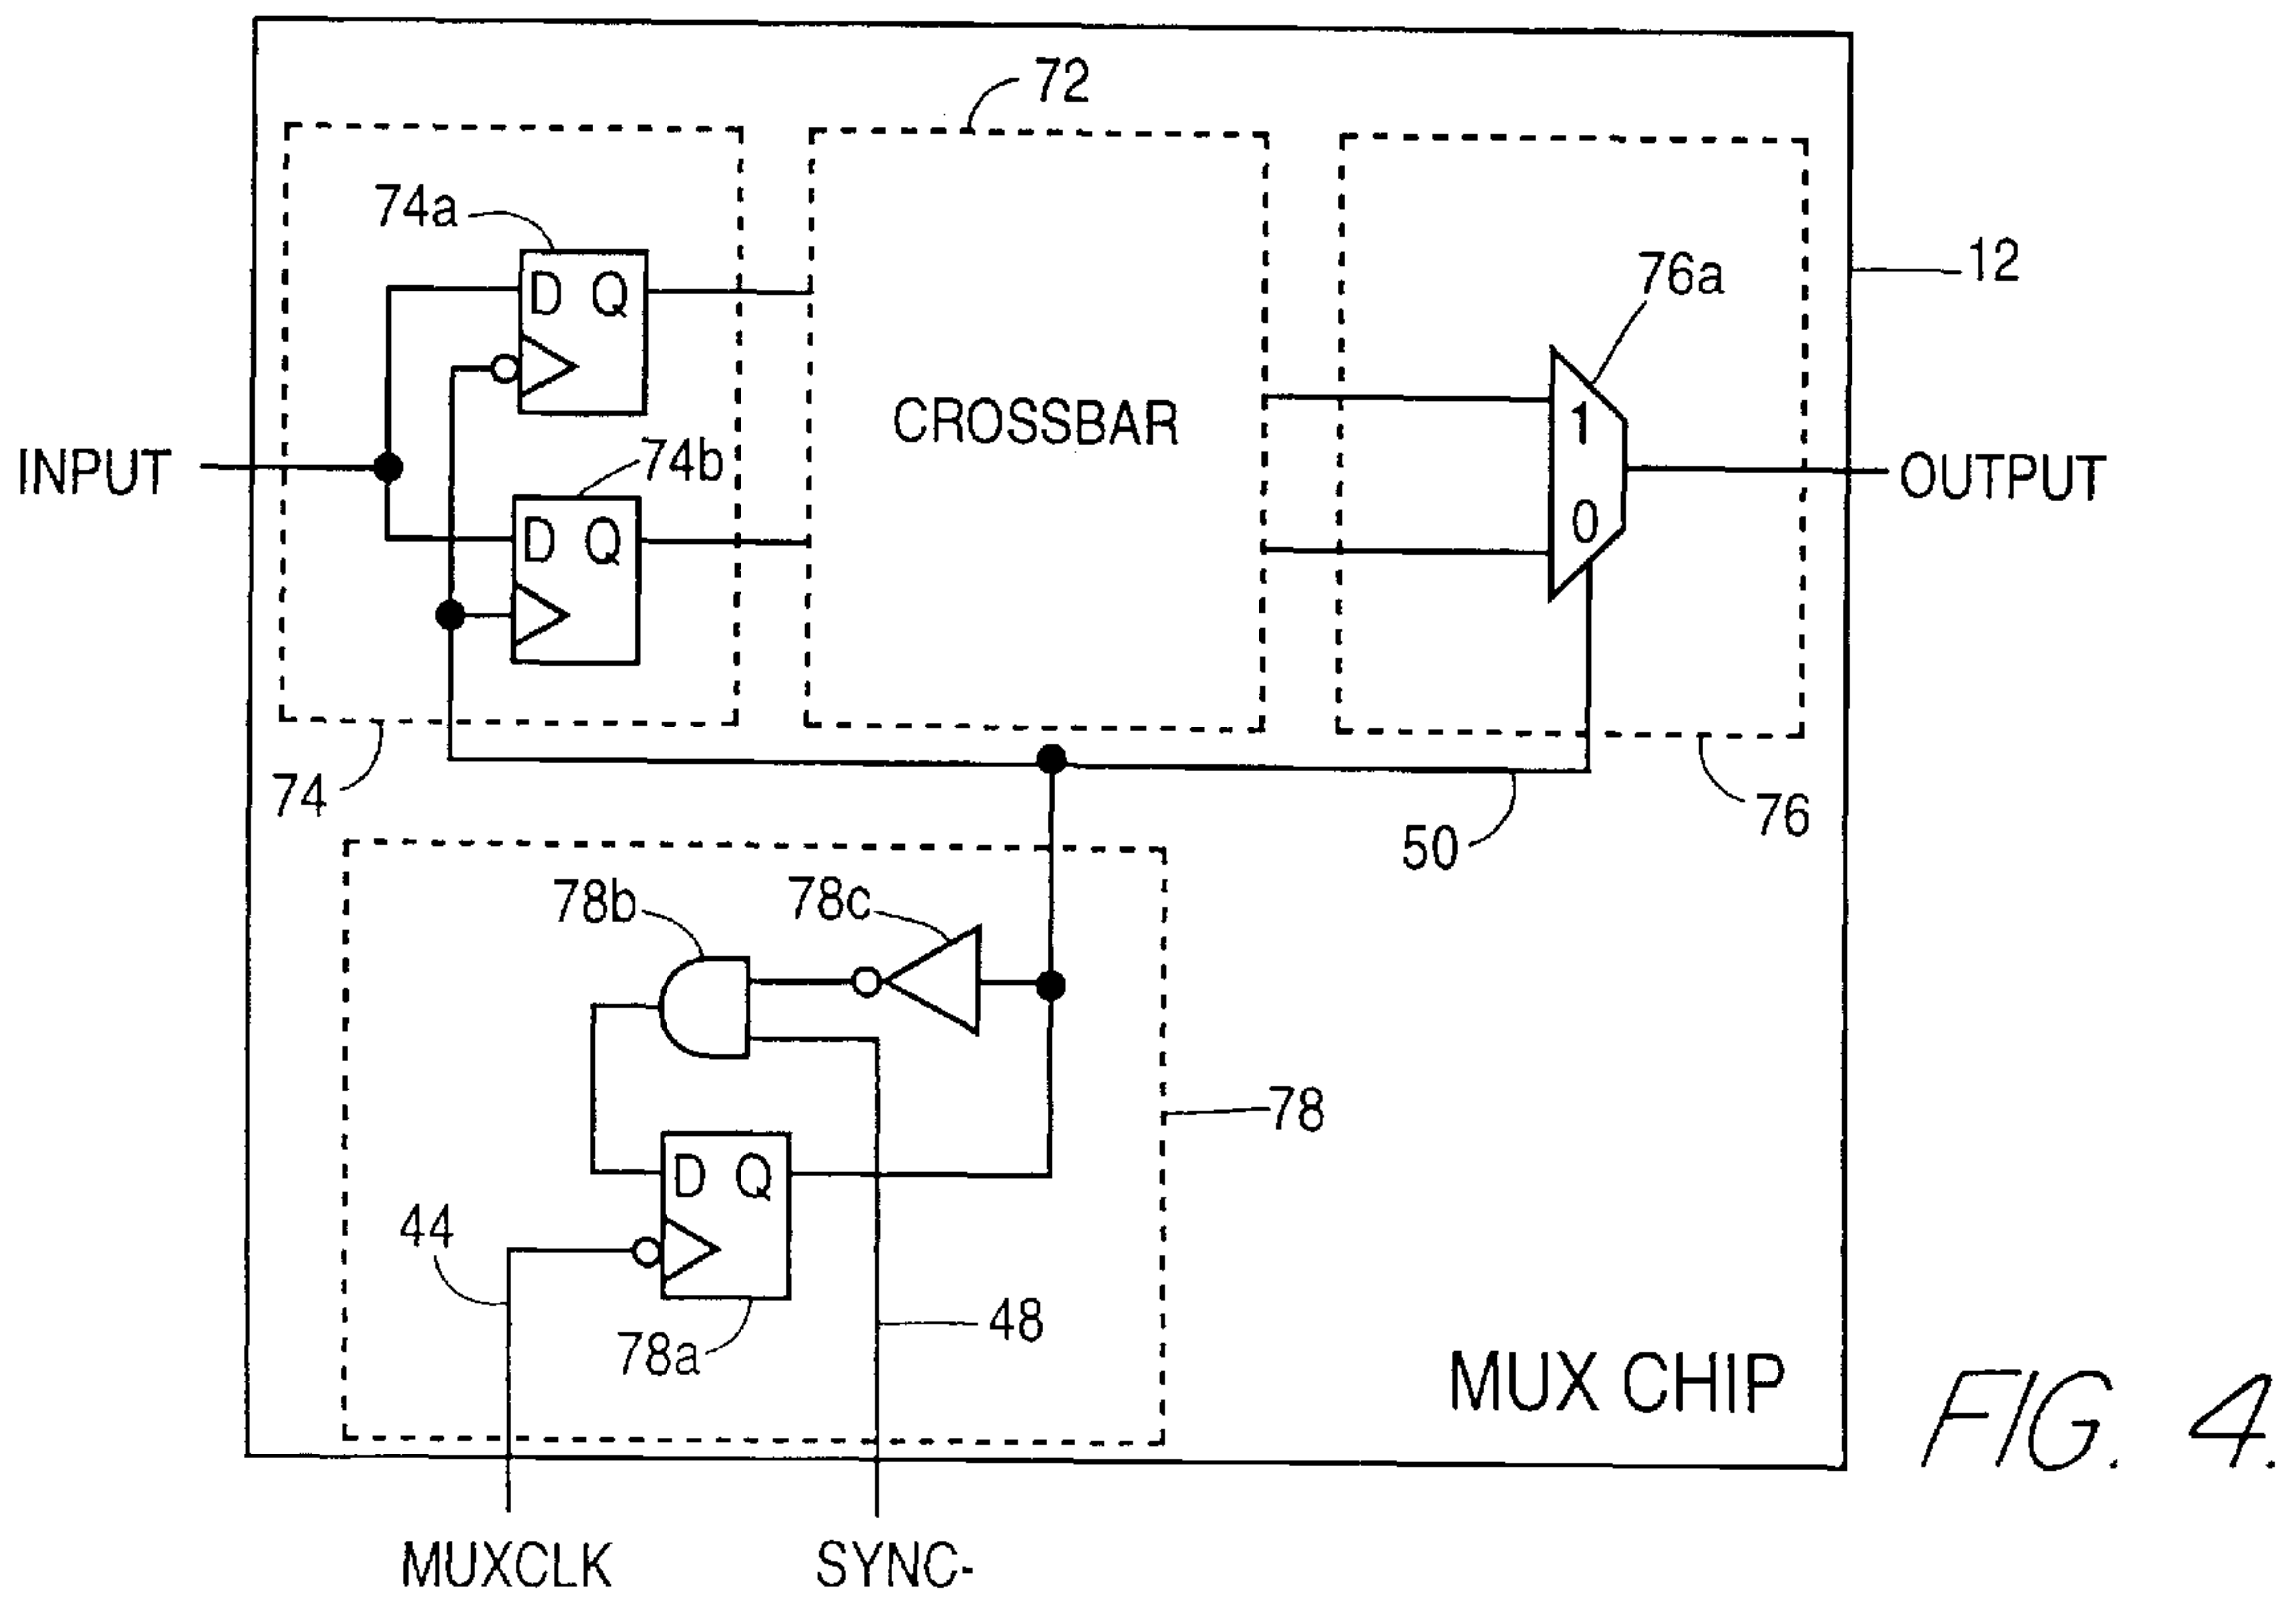 72
74a
D Q
12
76a
1
CROSSBAR
74b
INPUT
OUTPUT
D Q
0
74
76
50
78b
78c
78
D Q
44
48
78a
MUX CHIP
FIG. 4.
MUXCLK
SYNC-